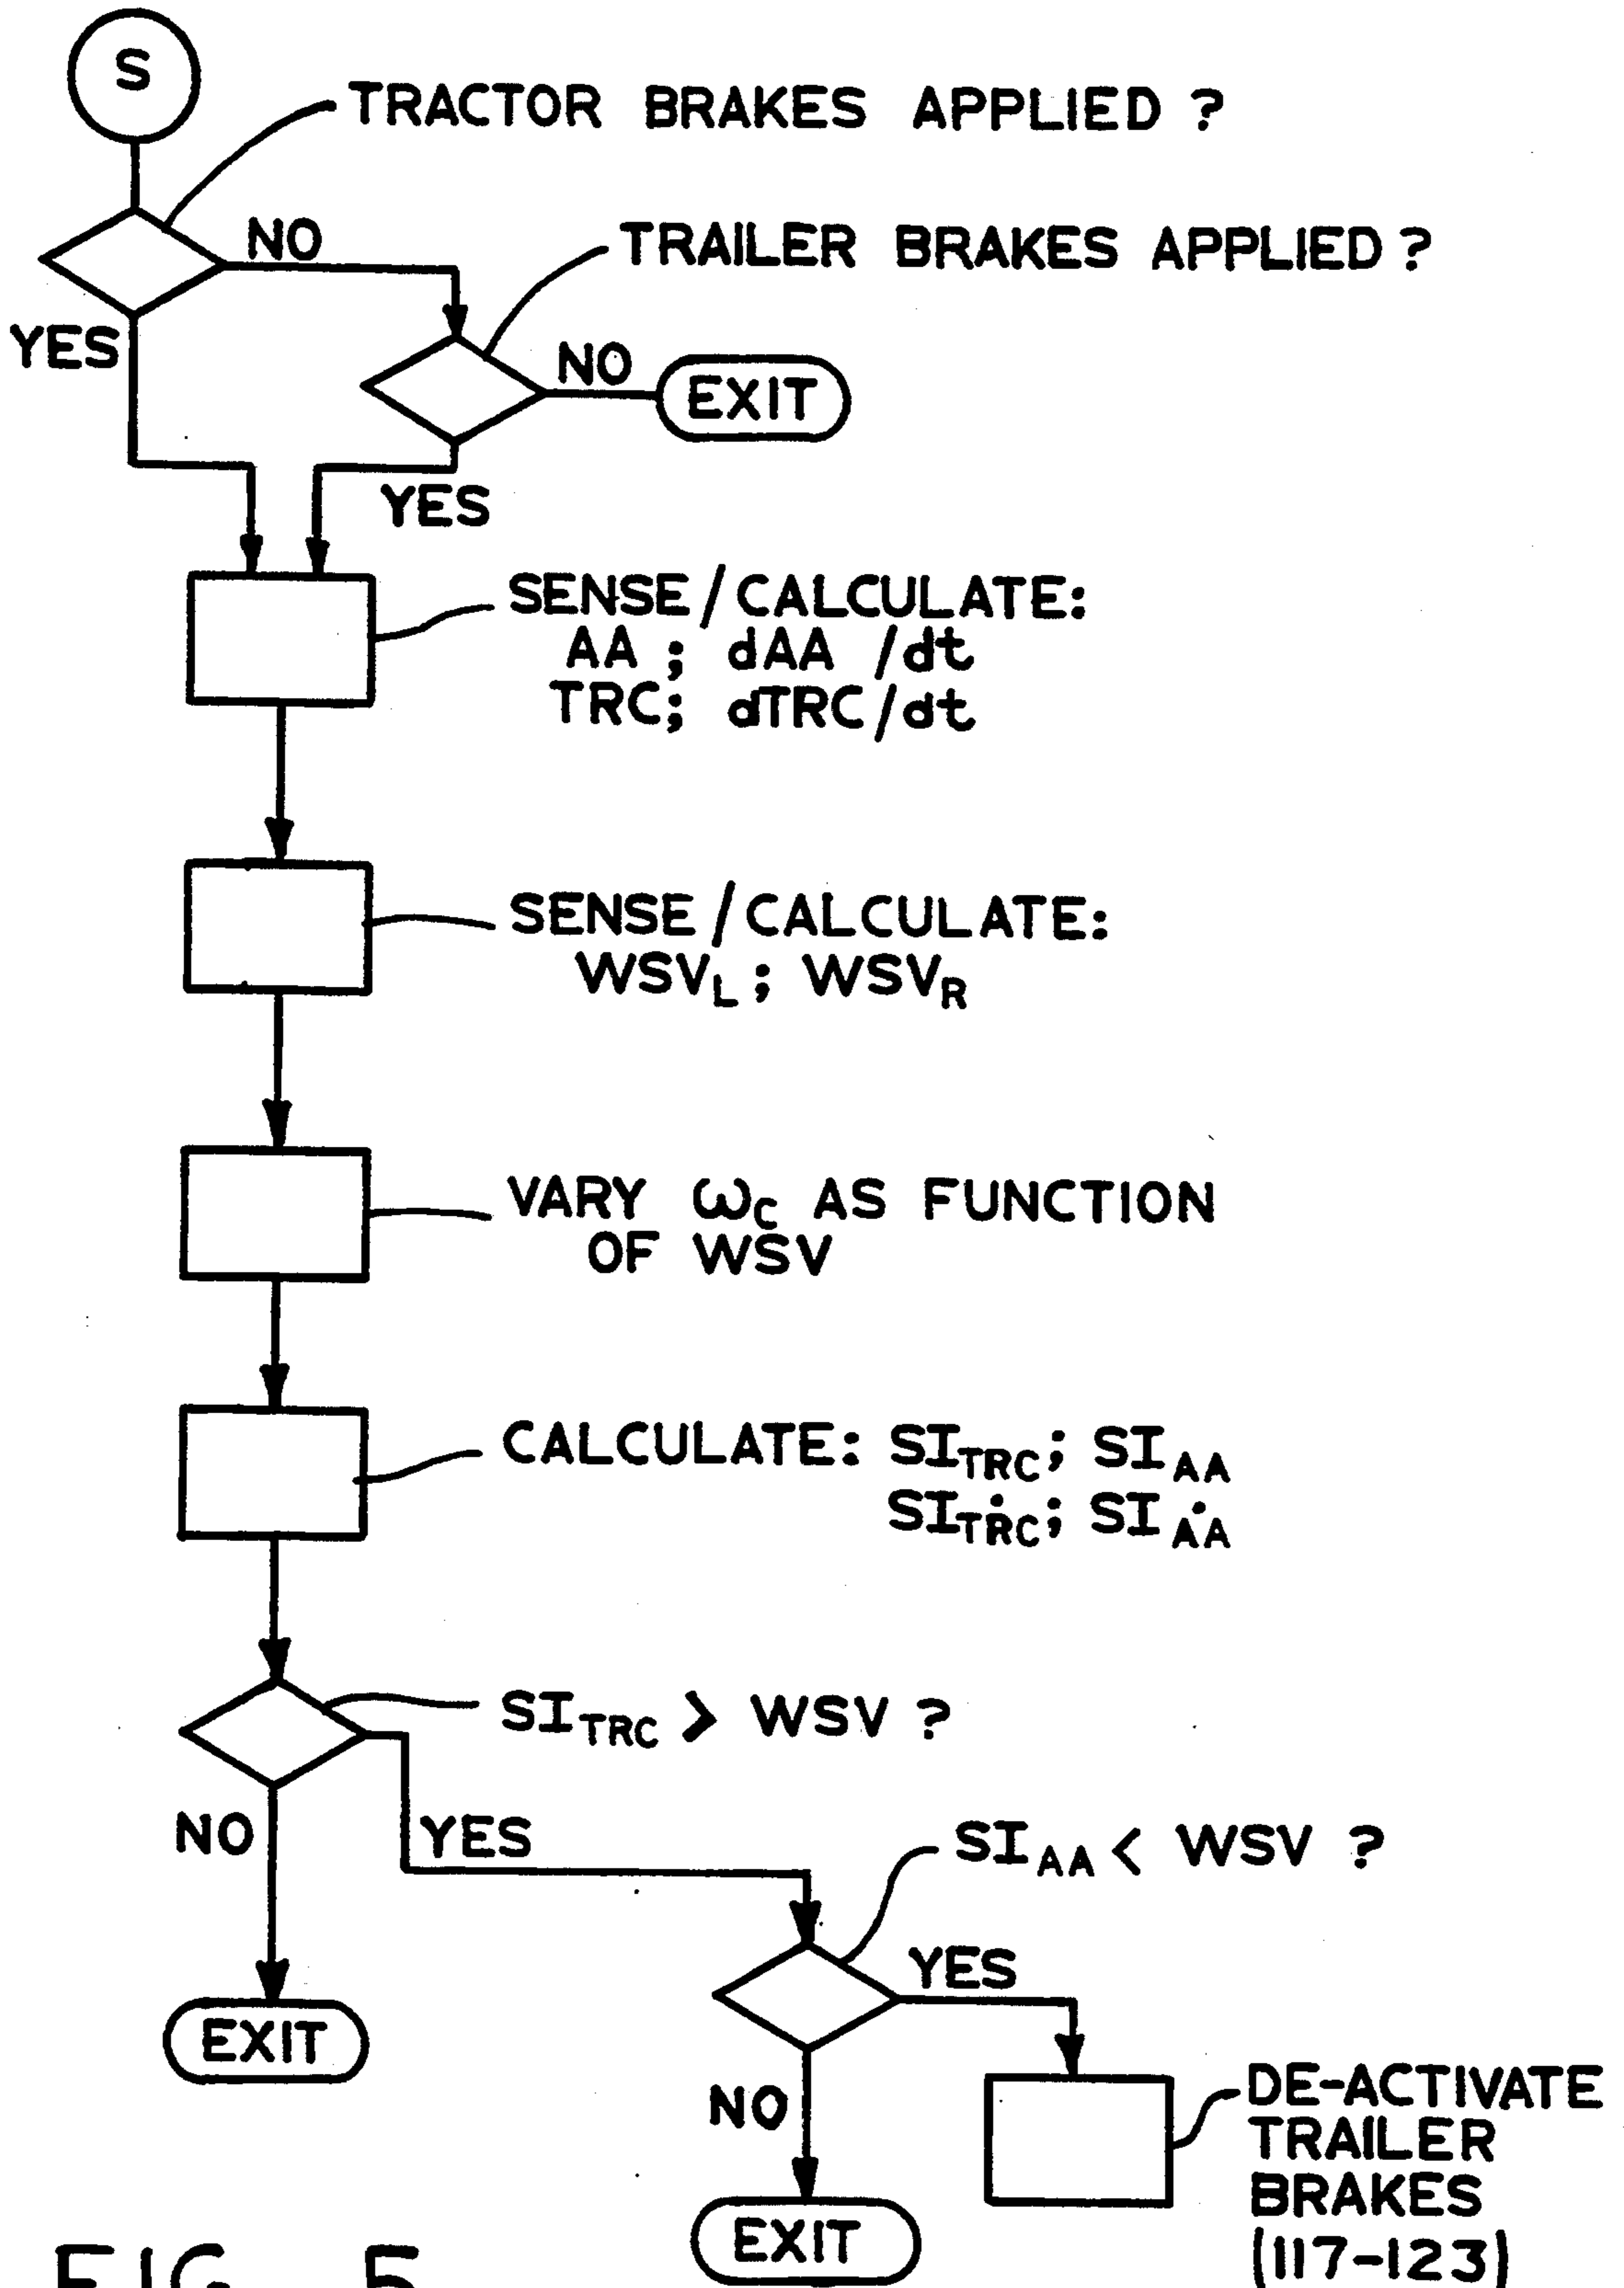 S
TRACTOR BRAKES APPLIED ?
NO
TRAILER BRAKES APPLIED ?
YES
NO
EXIT
YES
SENSE / CALCULATE:
AA ; dAA /dt
TRC; dTRC/dt
SENSE / CALCULATE:
WSV_L ; WSV_R
VARY ω_C AS FUNCTION
OF WSV
CALCULATE: SI_TRC ; SI_AA
SI_TṘC ; SI_ȦA
SI_TRC > WSV ?
NO
YES
SI_AA < WSV ?
YES
EXIT
NO
DE-ACTIVATE
TRAILER
BRAKES
(117-123)
EXIT
FIG. 5